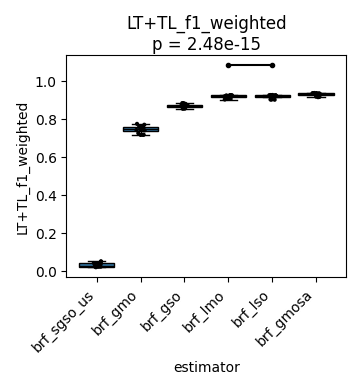 LT+TL_f1_weighted
p = 2.48e-15
LT+TL_f1_weighted
1.0
0.8
0.6
0.4
0.2
0.0
brf_sgso_us
brf_gmo
brf_gso
brf_lmo
brf_lso
brf_gmosa
estimator